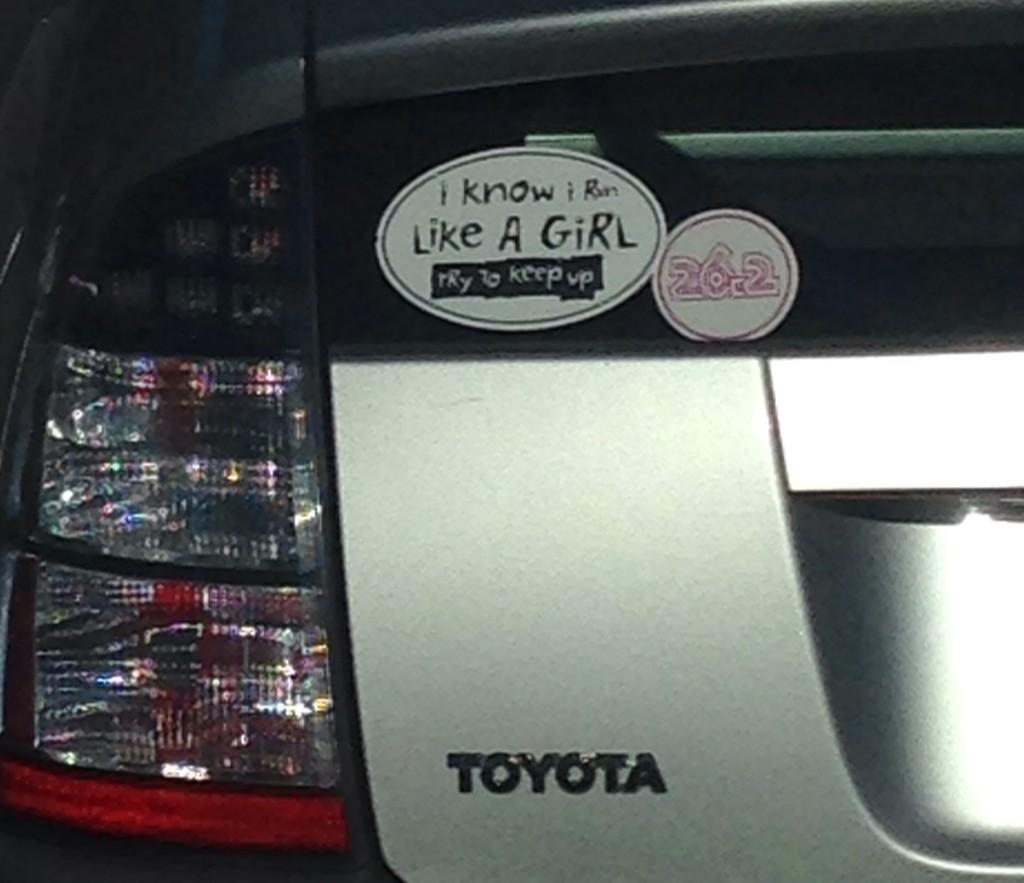 i know i Run
Like A GiRL
tRy To keep up
26.2
TOYOTA